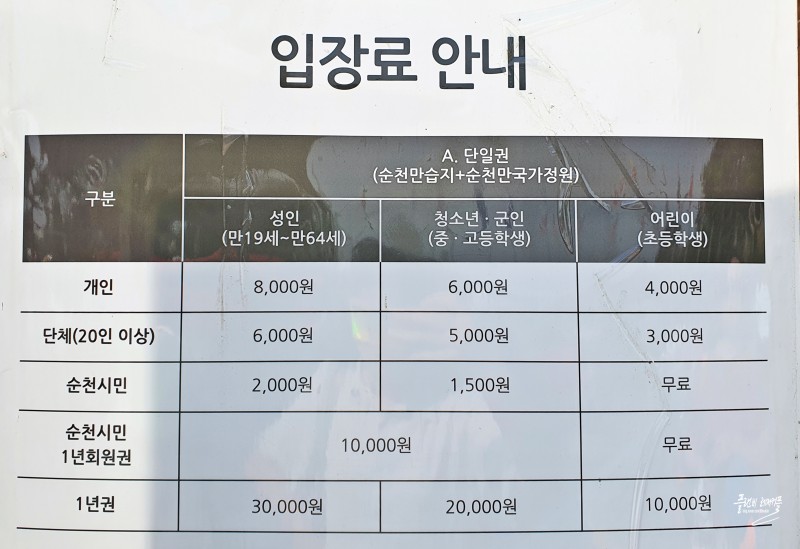 입장료 안내
구분
A. 단일권
(순천만습지+순천만국가정원)
성인
(만19세~만64세)
청소년 · 군인
(중 · 고등학생)
어린이
(초등학생)
개인 8,000원 6,000원 4,000원
단체(20인 이상) 6,000원 5,000원 3,000원
순천시민 2,000원 1,500원 무료
순천시민
1년회원권
10,000원 무료
1년권 30,000원 20,000원 10,000원